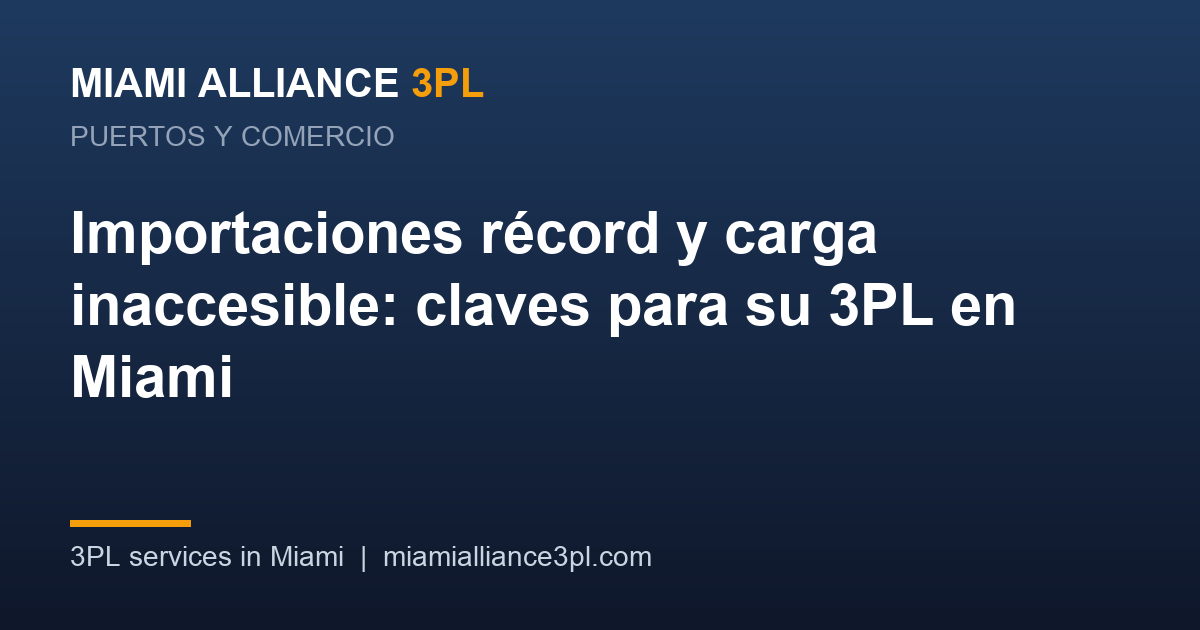 MIAMI ALLIANCE 3PL
PUERTOS Y COMERCIO
Importaciones récord y carga
inaccesible: claves para su 3PL en
Miami
3PL services in Miami | miamialliance3pl.com